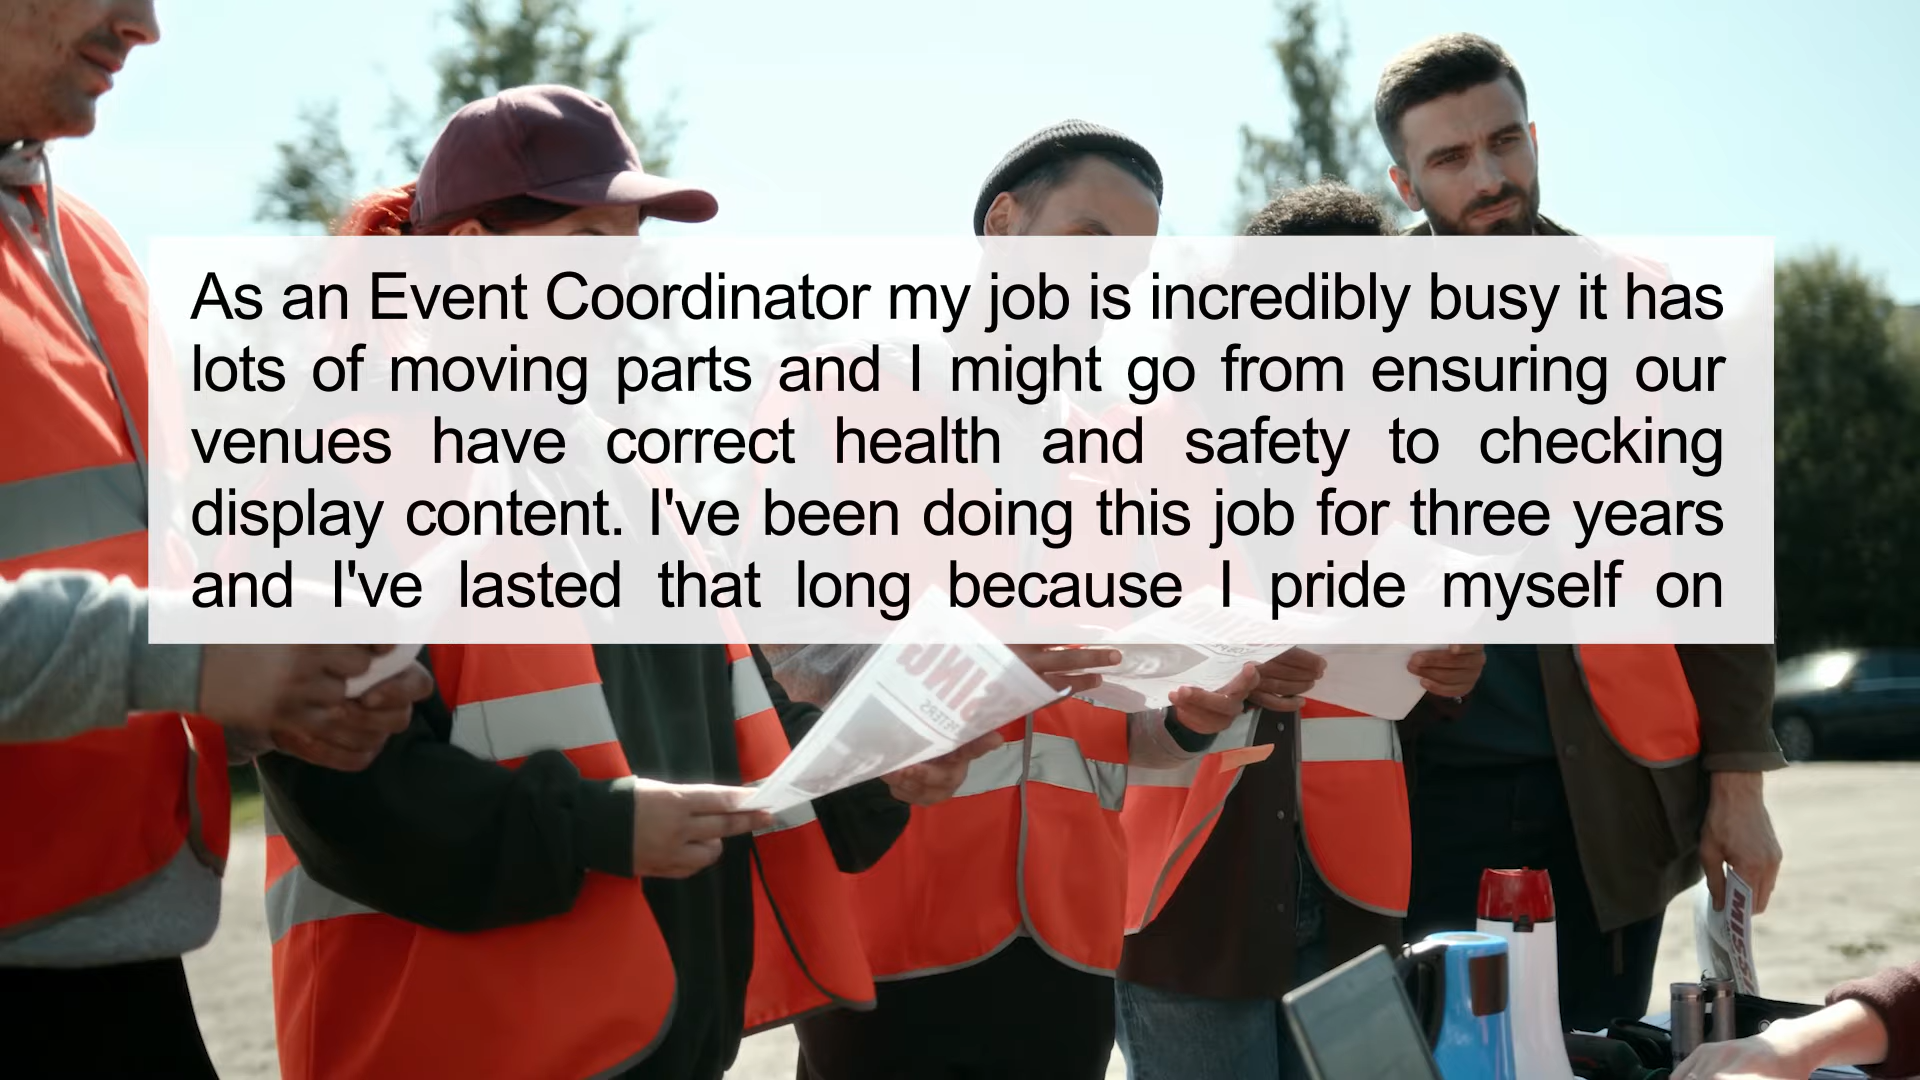 As an Event Coordinator my job is incredibly busy it has
lots of moving parts and I might go from ensuring our
venues have correct health and safety to checking
display content. I've been doing this job for three years
and I've lasted that long because I pride myself on